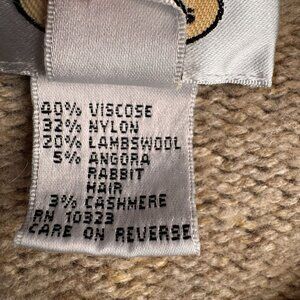 40% VISCOSE
32% NYLON
20% LAMBSWOOL
5% ANGORA
RABBIT
HAIR
3% CASHMERE
RN 10323
CARE ON REVERSE